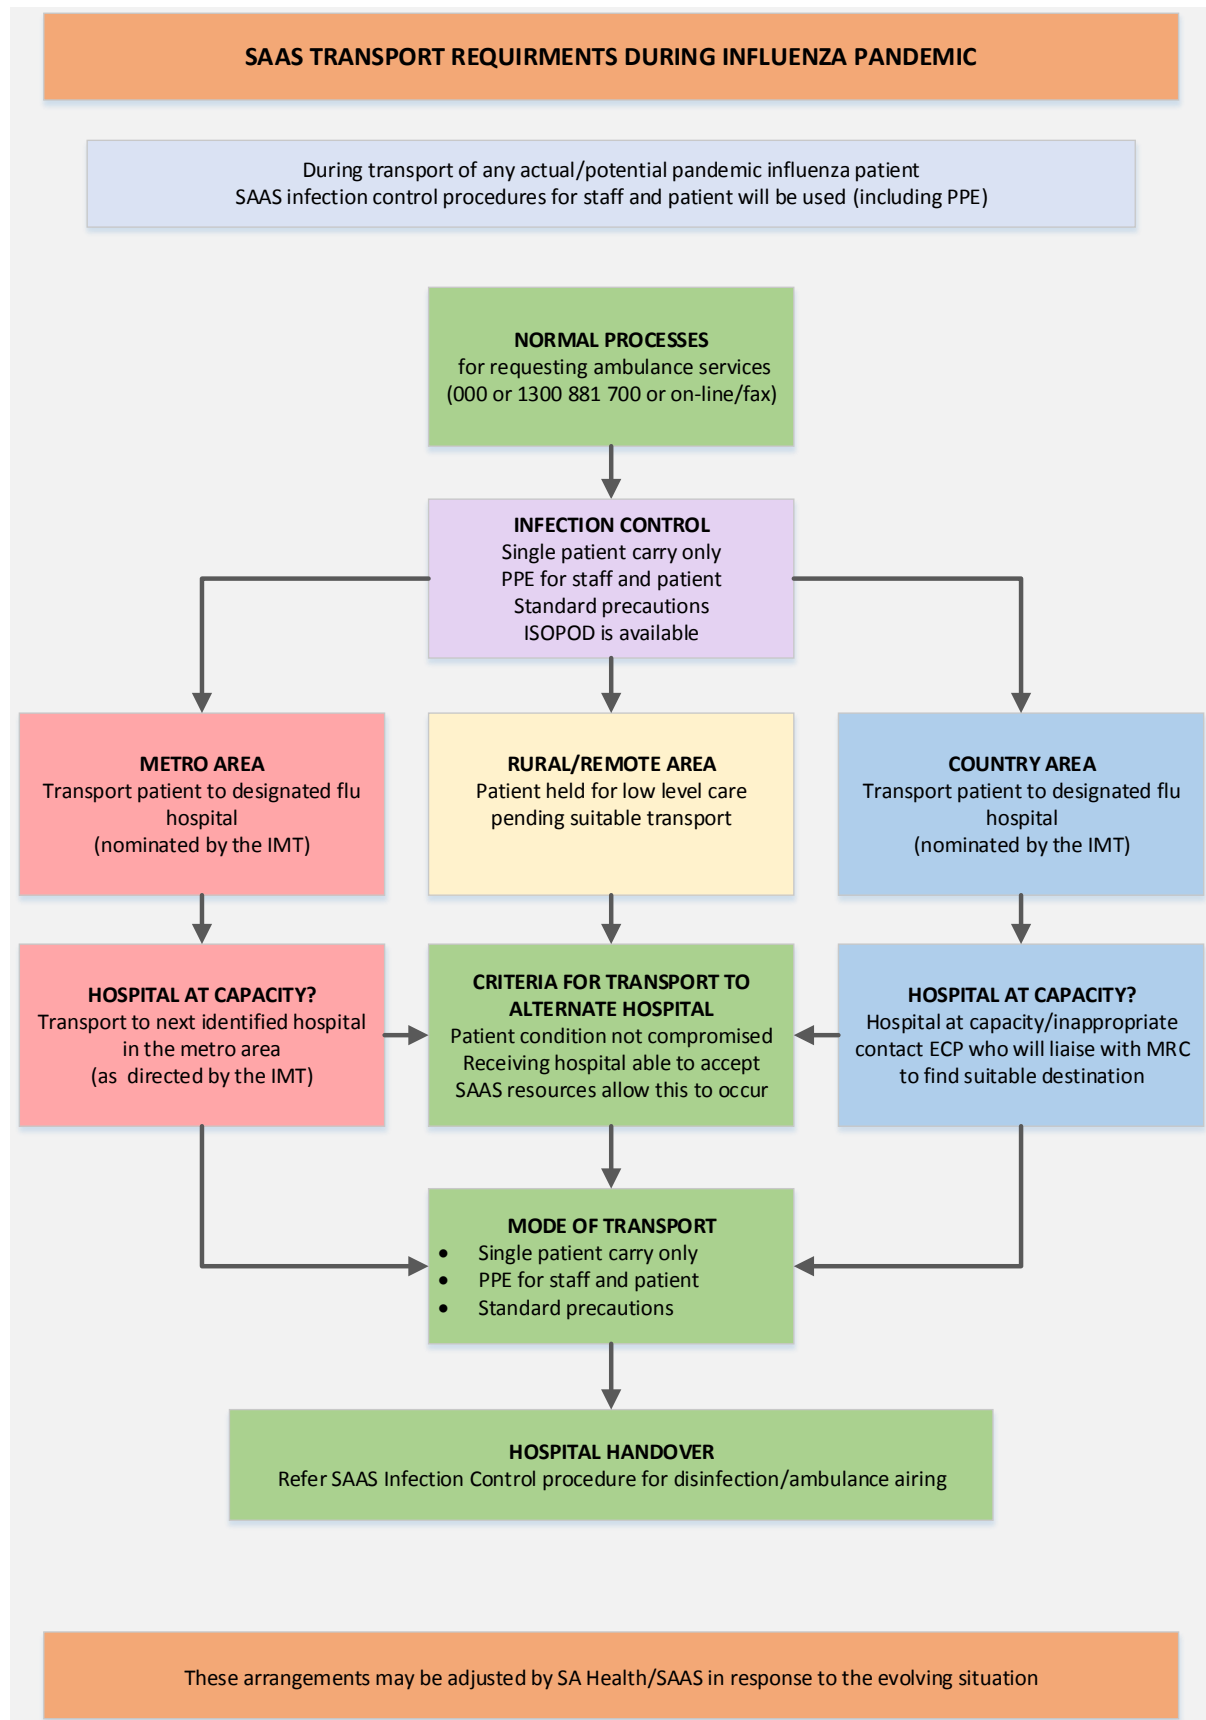 SAAS TRANSPORT REQUIRMENTS DURING INFLUENZA PANDEMIC
During transport of any actual/potential pandemic influenza patient
SAAS infection control procedures for staff and patient will be used (including PPE)
NORMAL PROCESSES
for requesting ambulance services
(000 or 1300 881 700 or on-line/fax)
INFECTION CONTROL
Single patient carry only
PPE for staff and patient
Standard precautions
ISOPOD is available
METRO AREA
Transport patient to designated flu
hospital
(nominated by the IMT)
RURAL/REMOTE AREA
Patient held for low level care
pending suitable transport
COUNTRY AREA
Transport patient to designated flu
hospital
(nominated by the IMT)
HOSPITAL AT CAPACITY?
Transport to next identified hospital
in the metro area
(as directed by the IMT)
CRITERIA FOR TRANSPORT TO
ALTERNATE HOSPITAL
Patient condition not compromised
Receiving hospital able to accept
SAAS resources allow this to occur
HOSPITAL AT CAPACITY?
Hospital at capacity/inappropriate
contact ECP who will liaise with MRC
to find suitable destination
MODE OF TRANSPORT
• Single patient carry only
• PPE for staff and patient
• Standard precautions
HOSPITAL HANDOVER
Refer SAAS Infection Control procedure for disinfection/ambulance airing
These arrangements may be adjusted by SA Health/SAAS in response to the evolving situation